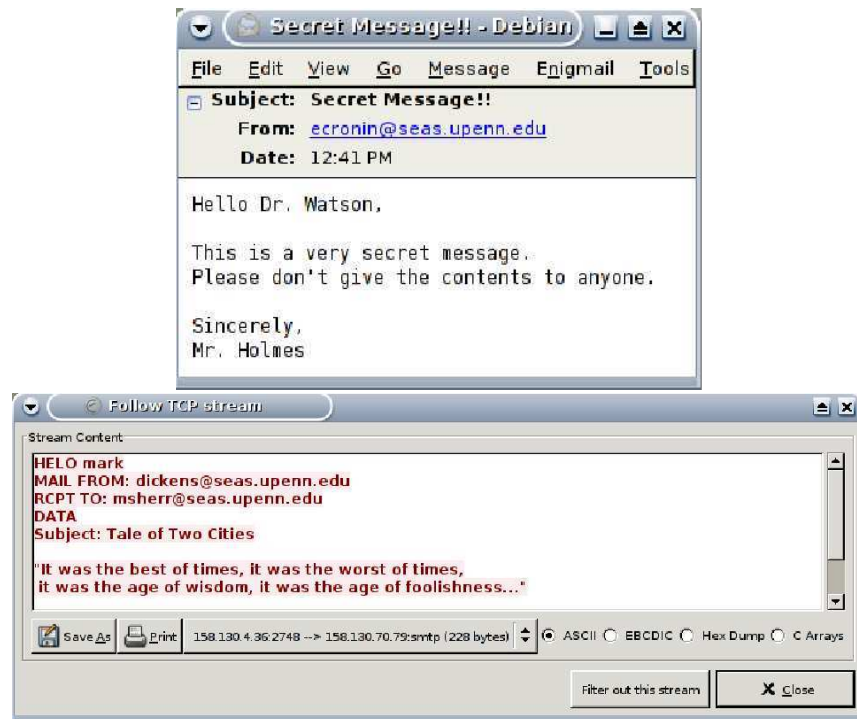 Secret Message!! - Debian
File Edit View Go Message Enigmail Tools
Subject: Secret Message!!
From: ecronin@seas.upenn.edu
Date: 12:41 PM
Hello Dr. Watson,
This is a very secret message.
Please don't give the contents to anyone.
Sincerely,
Mr. Holmes
Follow TCP stream
Stream Content
HELO mark
MAIL FROM: dickens@seas.upenn.edu
RCPT TO: msherr@seas.upenn.edu
DATA
Subject: Tale of Two Cities
"It was the best of times, it was the worst of times,
it was the age of wisdom, it was the age of foolishness..."
Save As Print 158.130.4.36:2748 --> 158.130.70.79:smtp (228 bytes) ASCII EBCDIC Hex Dump C Arrays
Filter out this stream Close